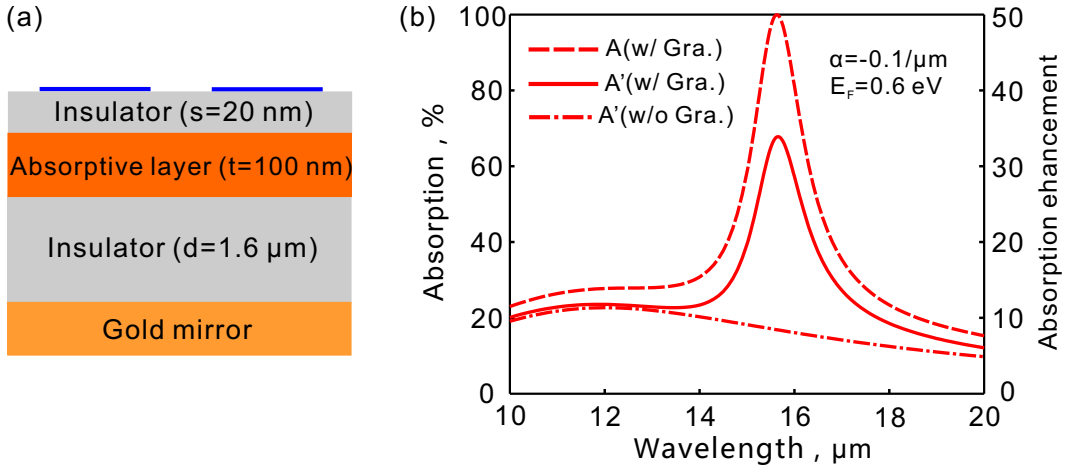 (a)
Insulator (s=20 nm)
Absorptive layer (t=100 nm)
Insulator (d=1.6 μm)
Gold mirror
(b)
Absorption , %
100
80
60
40
20
0
A(w/ Gra.)
A'(w/ Gra.)
A'(w/o Gra.)
α=-0.1/μm
E_F=0.6 eV
50
40
30
20
10
0
Absorption ehancement
10 12 14 16 18 20
Wavelength , μm